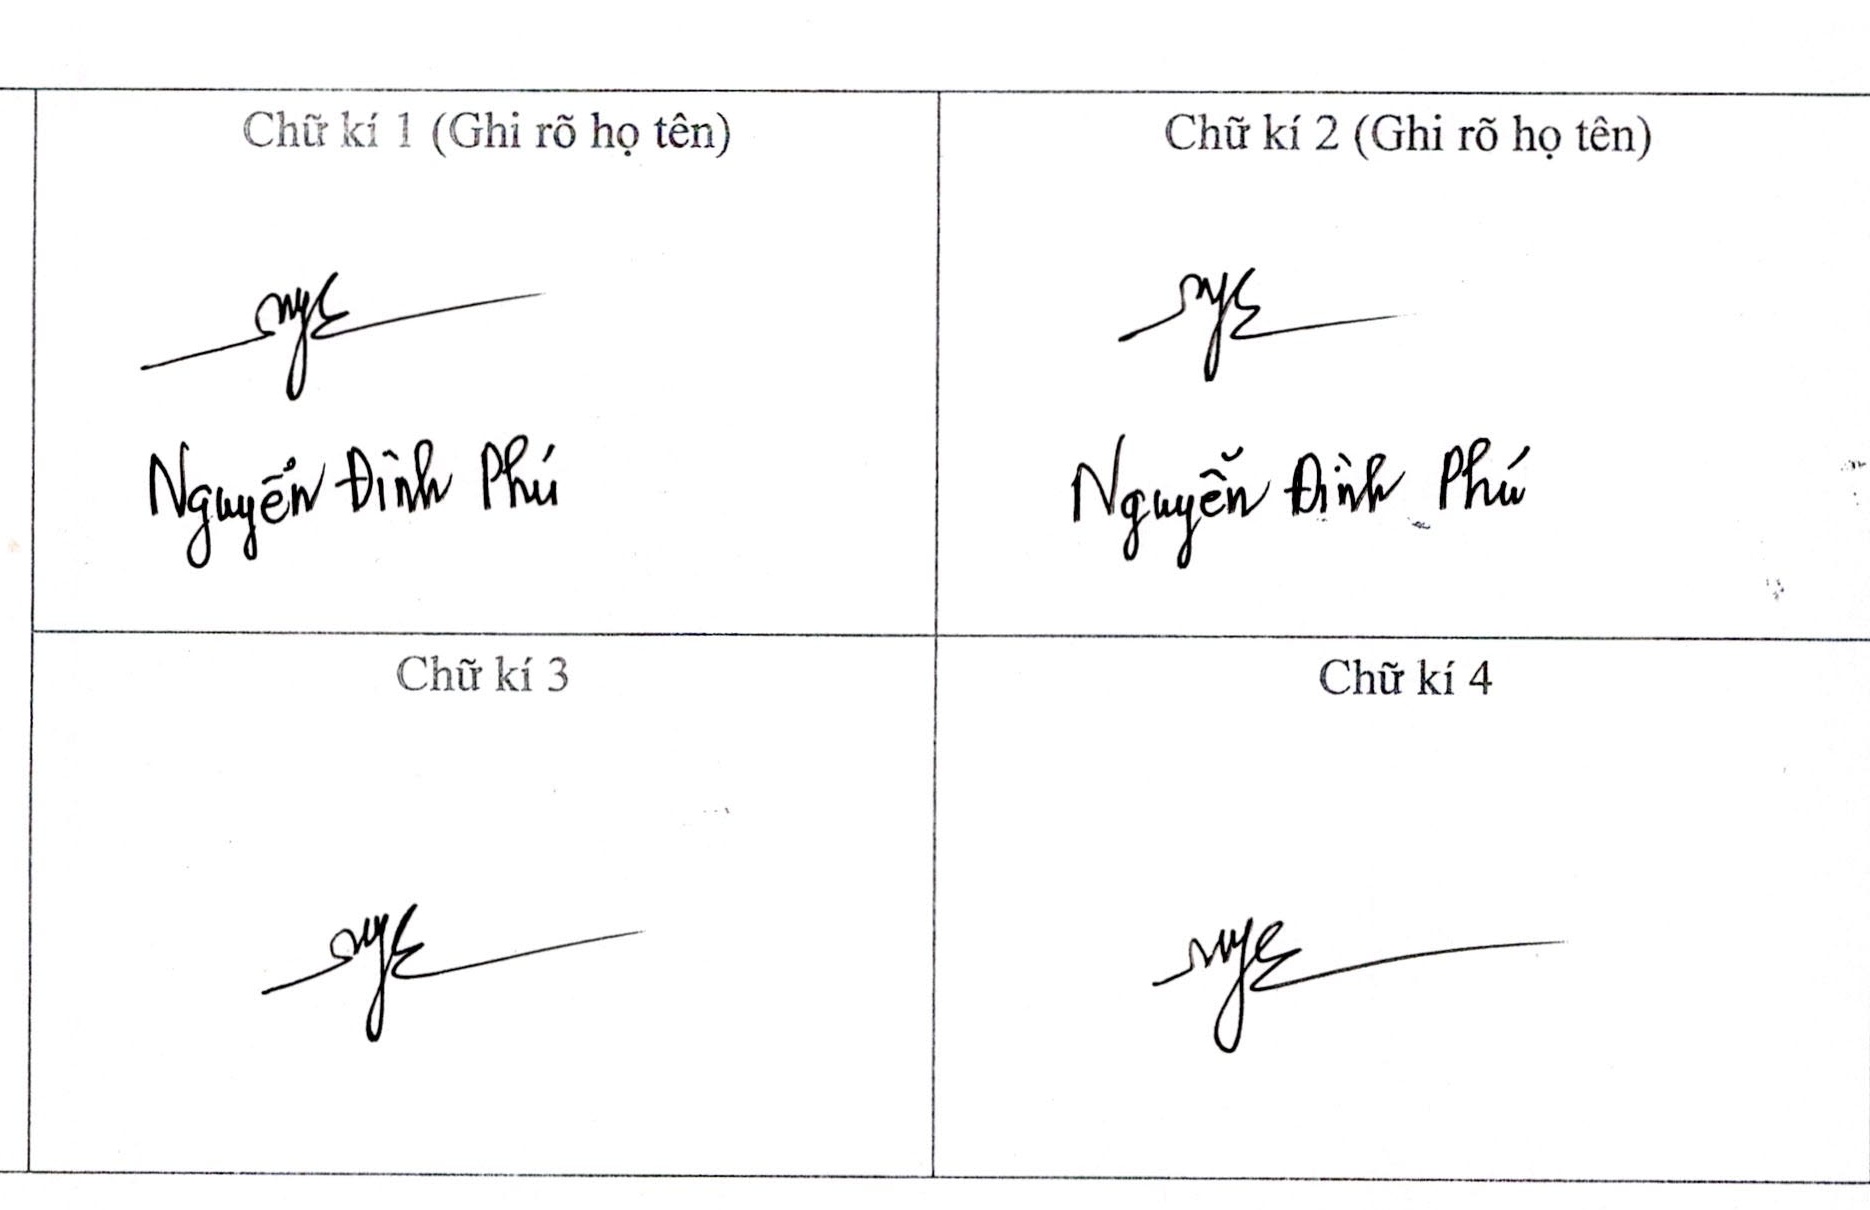 Chữ kí 1 (Ghi rõ họ tên)
Chữ kí 2 (Ghi rõ họ tên)
Nguyển Đình Phú
Nguyễn Đình Phú
Chữ kí 3
Chữ kí 4